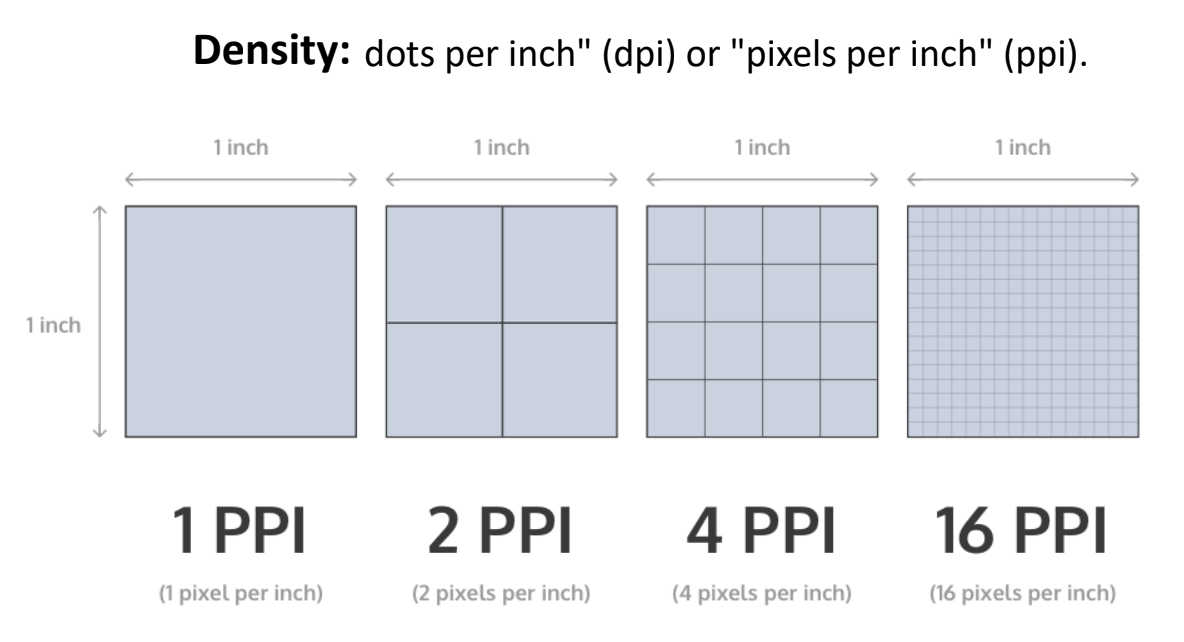 Density: dots per inch" (dpi) or "pixels per inch" (ppi).
1 inch 1 inch 1 inch 1 inch
1 inch
1 PPI 2 PPI 4 PPI 16 PPI
(1 pixel per inch) (2 pixels per inch) (4 pixels per inch) (16 pixels per inch)